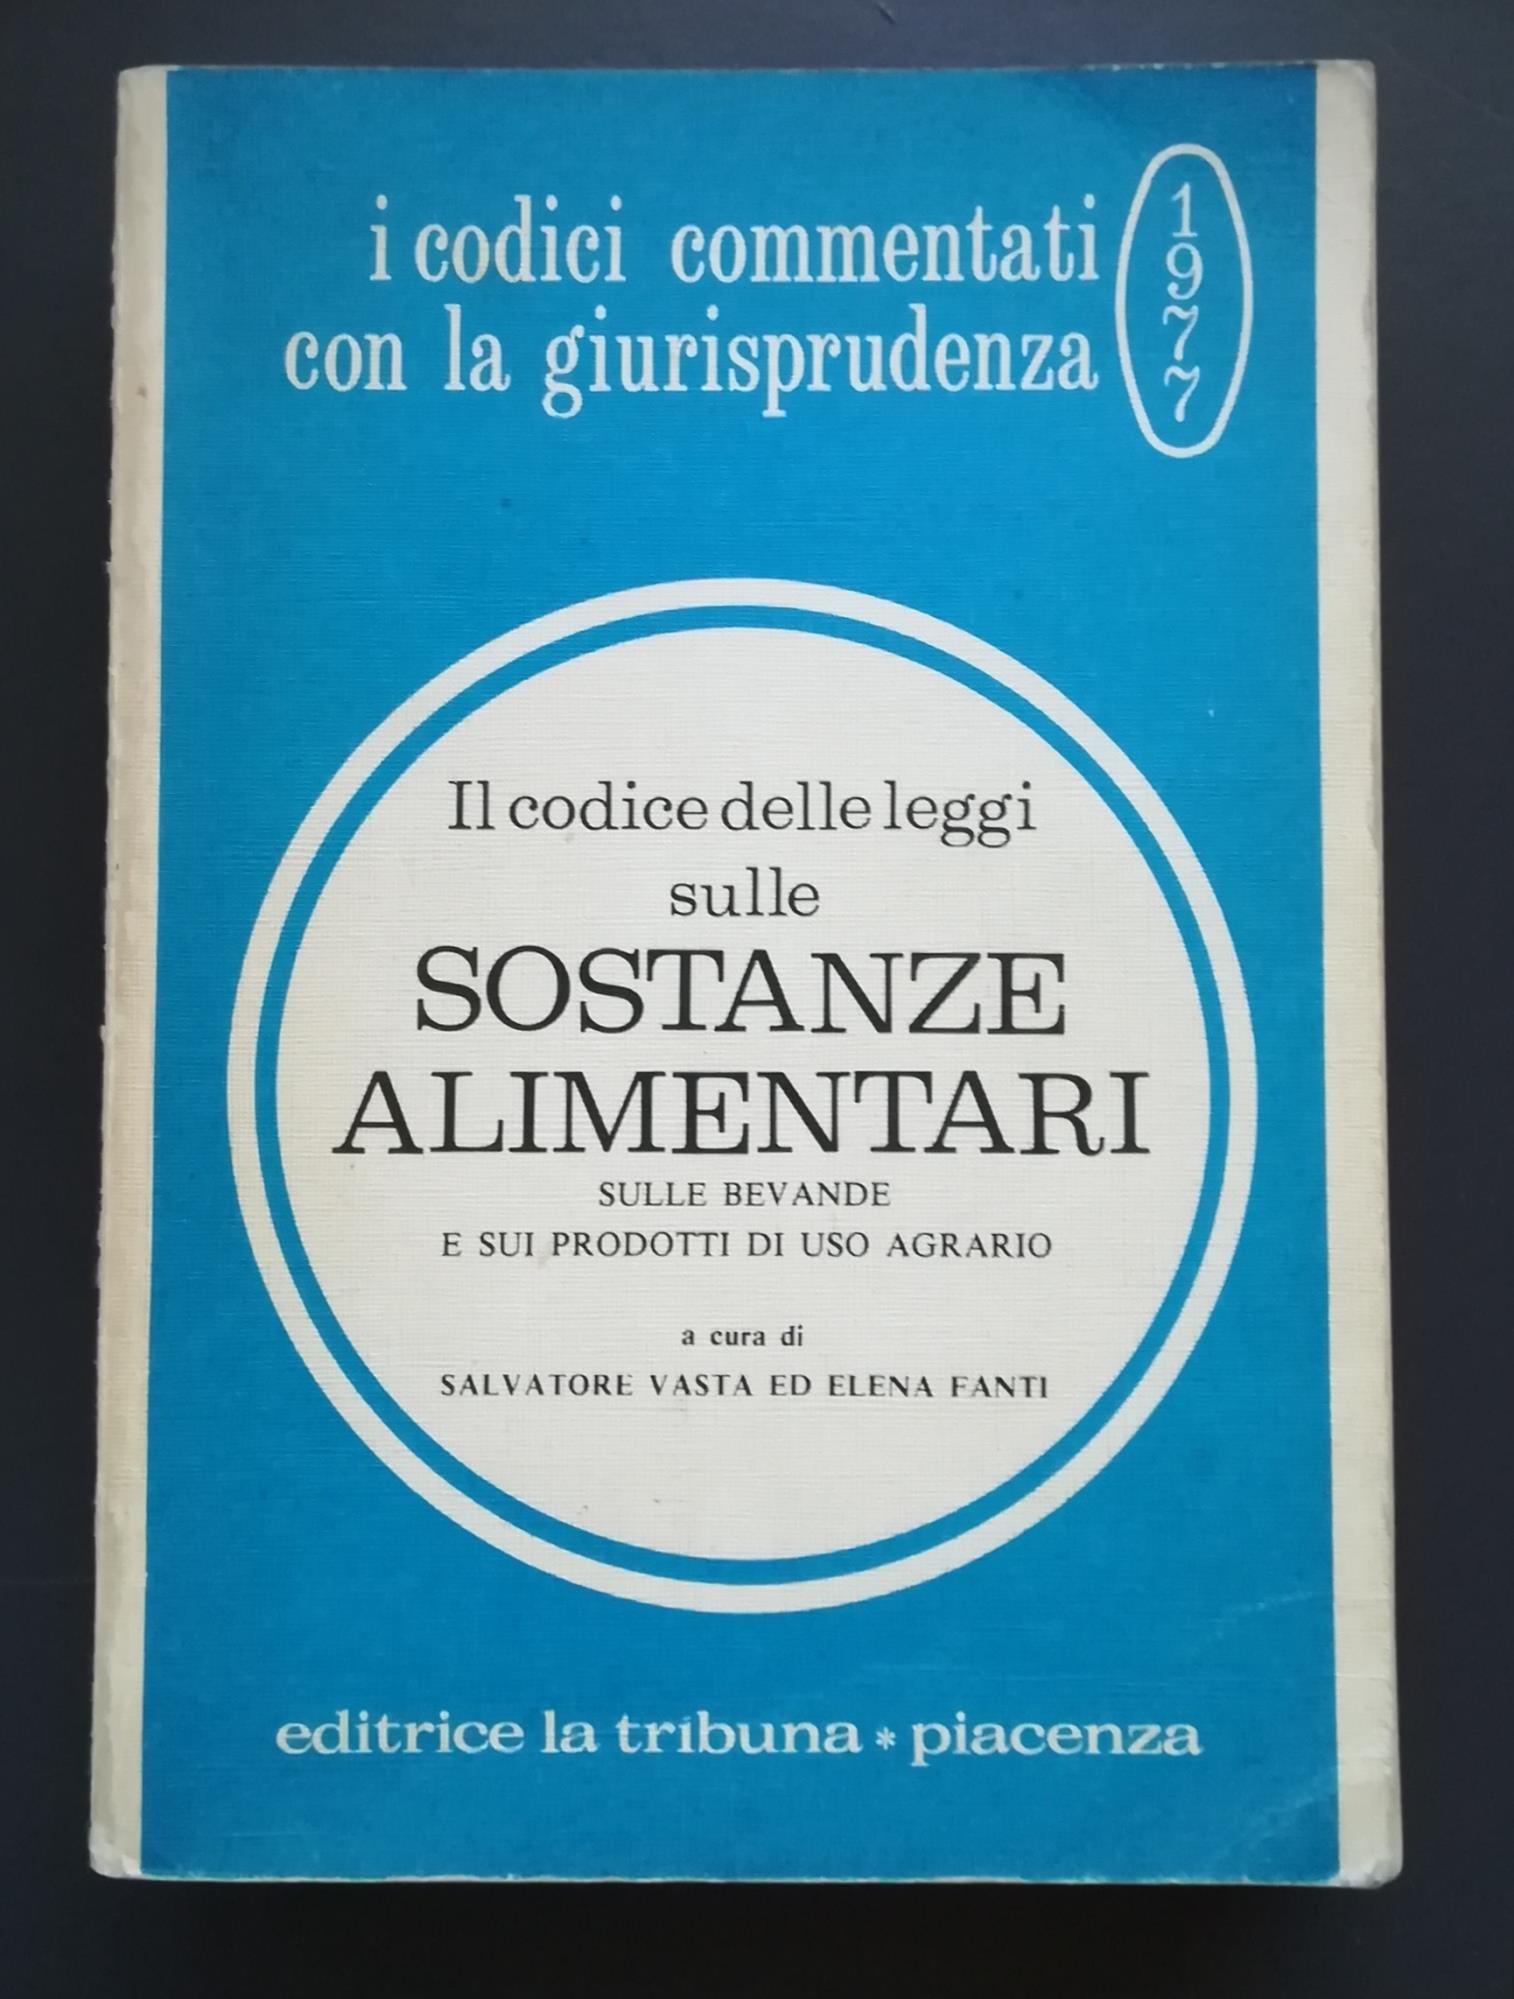 i codici commentati
con la giurisprudenza
1977
Il codice delle leggi
sulle
SOSTANZE
ALIMENTARI
SULLE BEVANDE
E SUI PRODOTTI DI USO AGRARIO
a cura di
SALVATORE VASTA ED ELENA FANTI
editrice la tribuna * piacenza